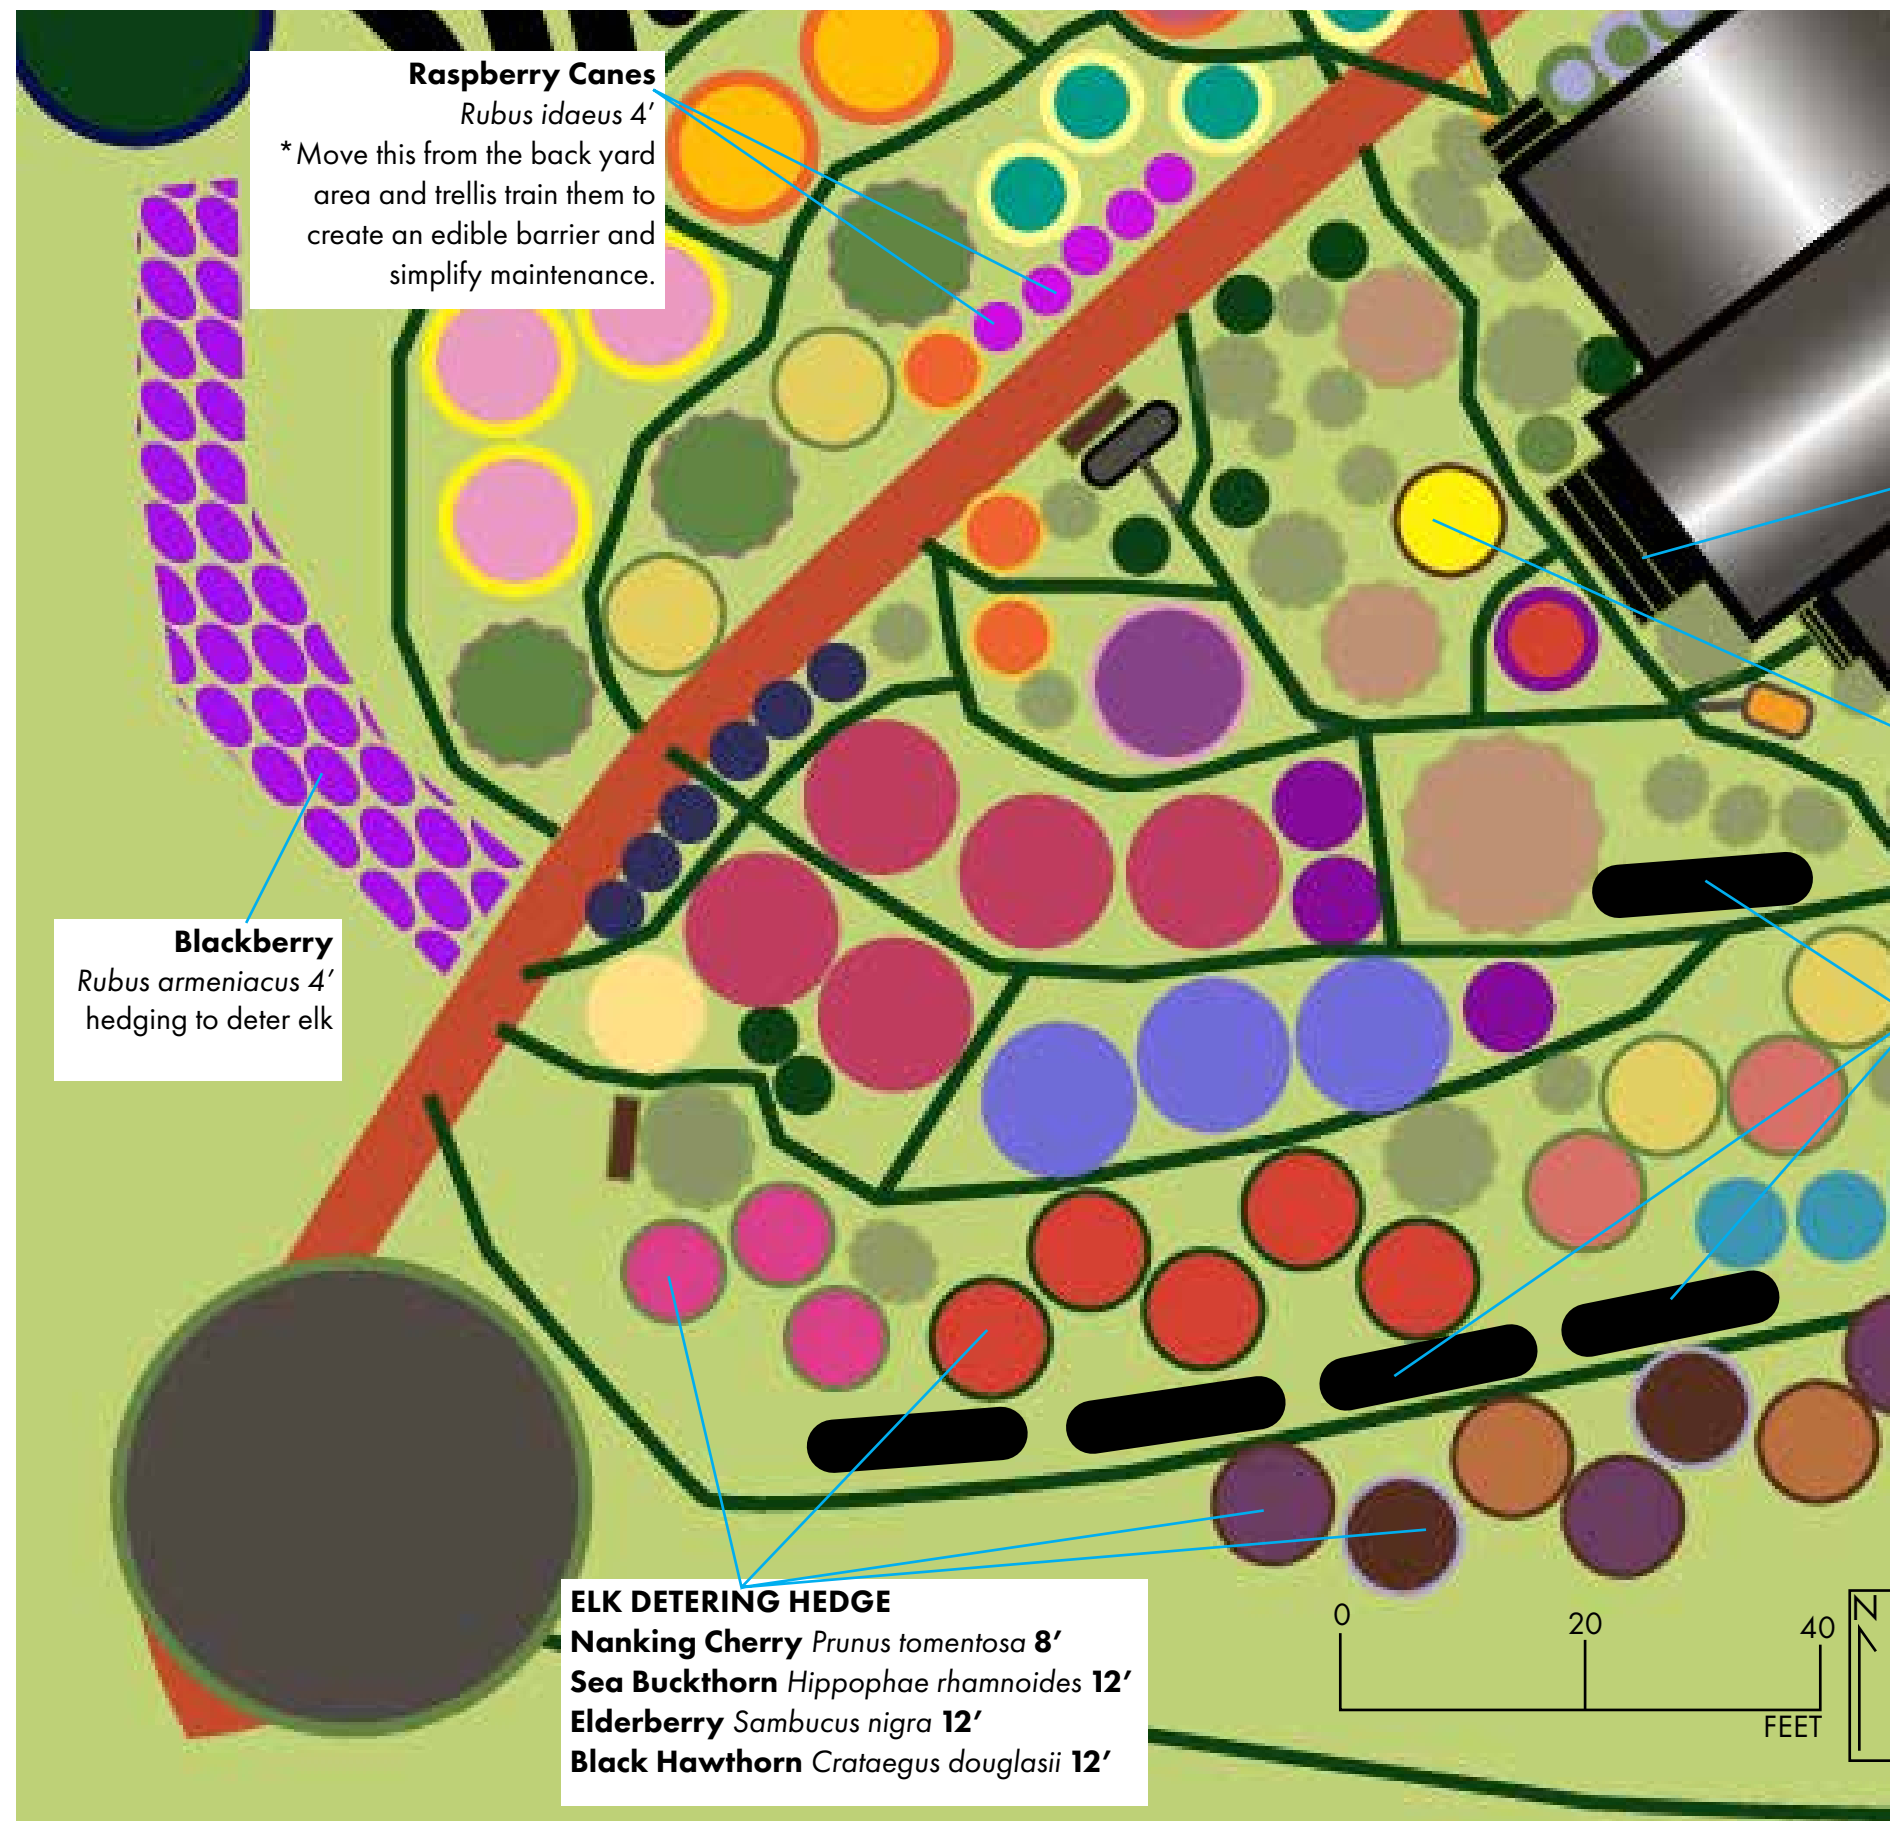 Raspberry Canes
Rubus idaeus 4’
*Move this from the back yard
area and trellis train them to
create an edible barrier and
simplify maintenance.
Blackberry
Rubus armeniacus 4’
hedging to deter elk
ELK DETERING HEDGE
Nanking Cherry Prunus tomentosa 8’
Sea Buckthorn Hippophae rhamnoides 12’
Elderberry Sambucus nigra 12’
Black Hawthorn Crataegus douglasii 12’
0 20 40
FEET
N